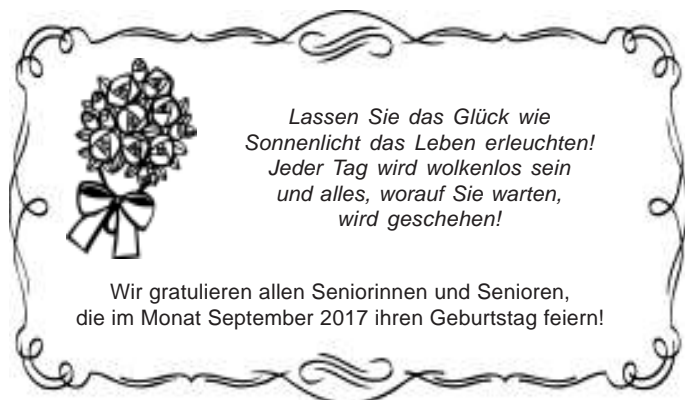 Lassen Sie das Glück wie
Sonnenlicht das Leben erleuchten!
Jeder Tag wird wolkenlos sein
und alles, worauf Sie warten,
wird geschehen!
Wir gratulieren allen Seniorinnen und Senioren,
die im Monat September 2017 ihren Geburtstag feiern!